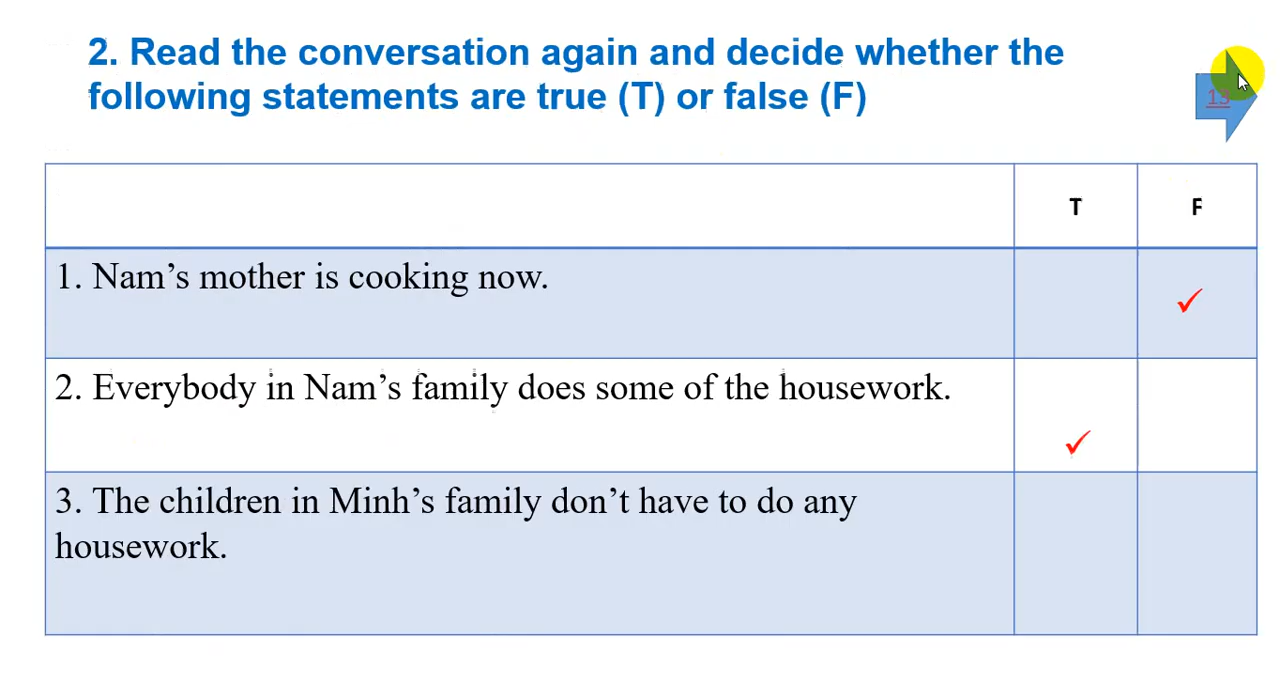 2. Read the conversation again and decide whether the
following statements are true (T) or false (F)
13
T F
1. Nam’s mother is cooking now.
✓
2. Everybody in Nam’s family does some of the housework.
✓
3. The children in Minh’s family don’t have to do any
housework.